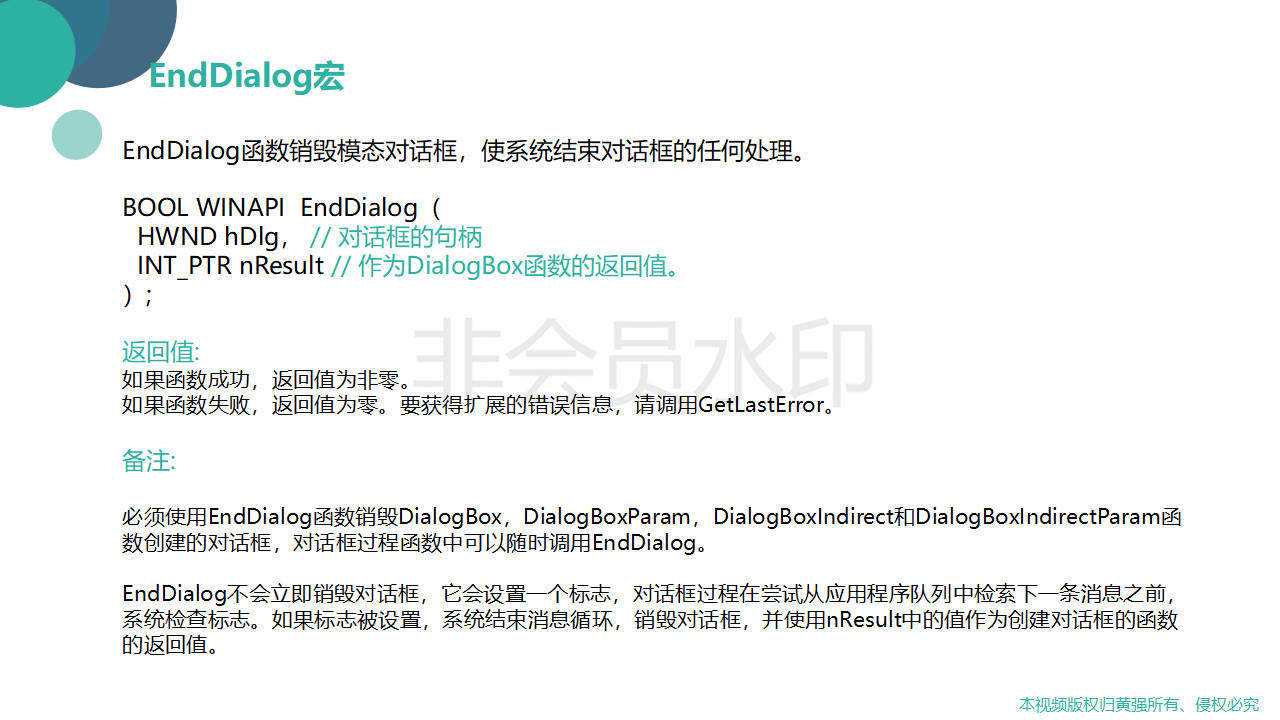 EndDialog宏
EndDialog函数销毁模态对话框，使系统结束对话框的任何处理。
BOOL WINAPI  EndDialog（
HWND hDlg， // 对话框的句柄
INT_PTR nResult // 作为DialogBox函数的返回值。
）；
非会员水印
返回值:
如果函数成功，返回值为非零。
如果函数失败，返回值为零。要获得扩展的错误信息，请调用GetLastError。
备注:
必须使用EndDialog函数销毁DialogBox，DialogBoxParam，DialogBoxIndirect和DialogBoxIndirectParam函
数创建的对话框，对话框过程函数中可以随时调用EndDialog。
EndDialog不会立即销毁对话框，它会设置一个标志，对话框过程在尝试从应用程序队列中检索下一条消息之前，
系统检查标志。如果标志被设置，系统结束消息循环，销毁对话框，并使用nResult中的值作为创建对话框的函数
的返回值。
本视频版权归黄强所有、侵权必究